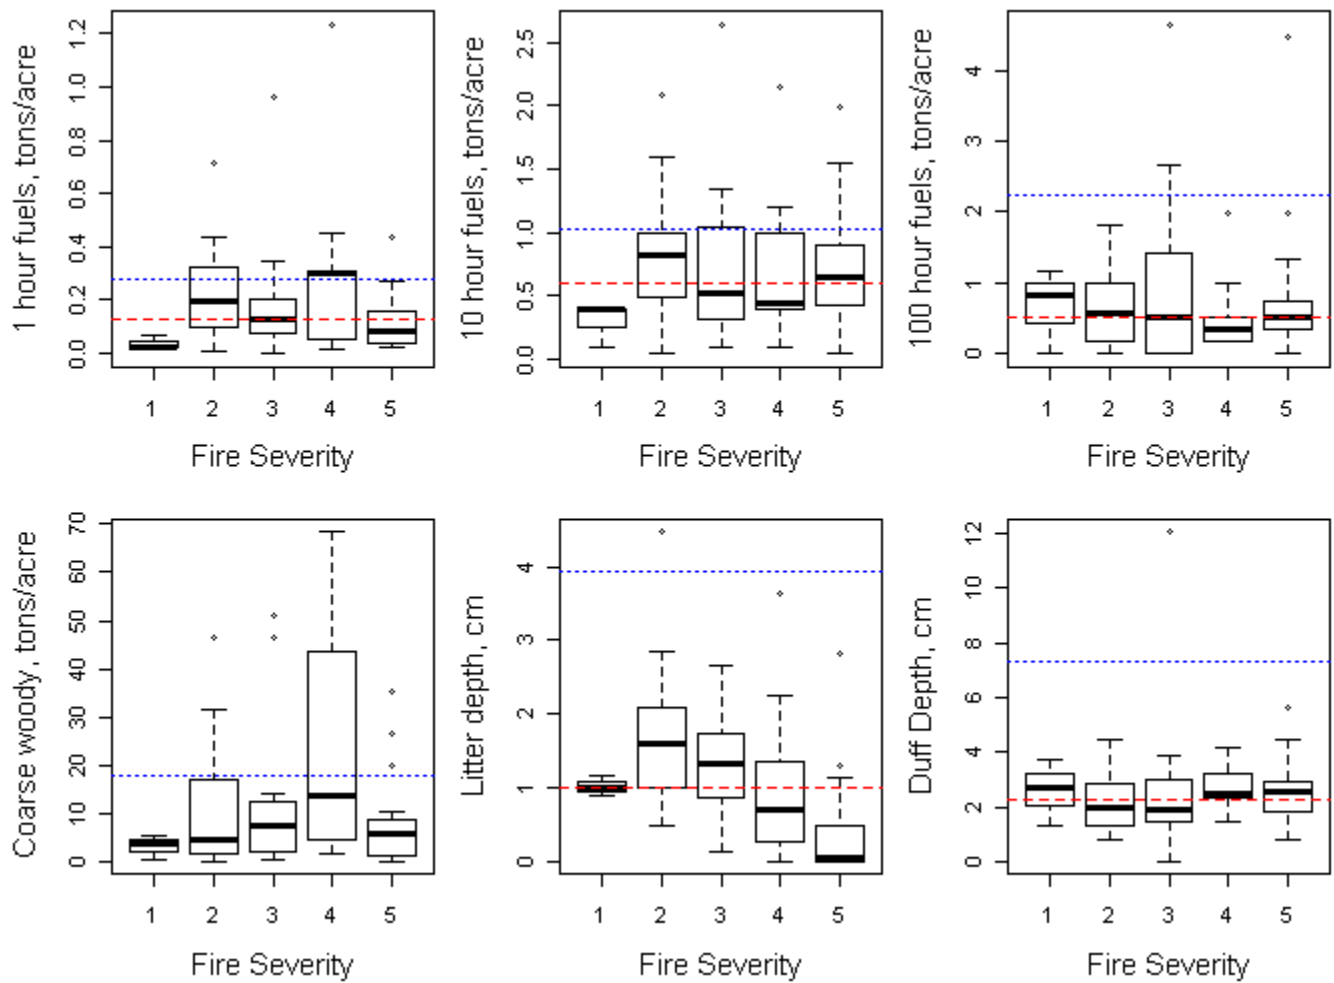 1 hour fuels, tons/acre
0.0 0.2 0.4 0.6 0.8 1.0 1.2
1 2 3 4 5
Fire Severity
10 hour fuels, tons/acre
0.0 0.5 1.0 1.5 2.0 2.5
1 2 3 4 5
Fire Severity
100 hour fuels, tons/acre
0 1 2 3 4
1 2 3 4 5
Fire Severity
Coarse woody, tons/acre
0 10 20 30 40 50 60 70
1 2 3 4 5
Fire Severity
Litter depth, cm
0 1 2 3 4
1 2 3 4 5
Fire Severity
Duff Depth, cm
0 2 4 6 8 10 12
1 2 3 4 5
Fire Severity